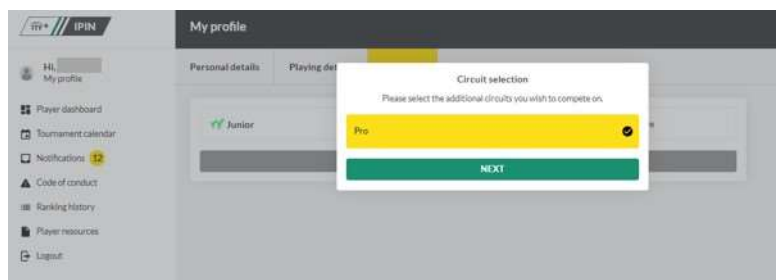 ITF IPIN
My profile
Hi,
My profile
Personal details
Playing det
Circuit selection
Please select the additional circuits you wish to compete on.
Player dashboard
Tournament calendar
Junior
Pro
Notifications 12
NEXT
Code of conduct
Ranking history
Player resources
Logout